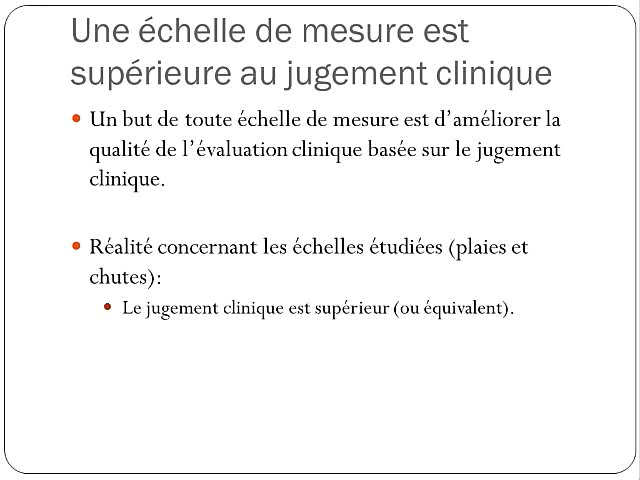 Une échelle de mesure est
supérieure au jugement clinique
• Un but de toute échelle de mesure est d'améliorer la
qualité de l'évaluation clinique basée sur le jugement
clinique.
• Réalité concernant les échelles étudiées (plaies et
chutes):
• Le jugement clinique est supérieur (ou équivalent).